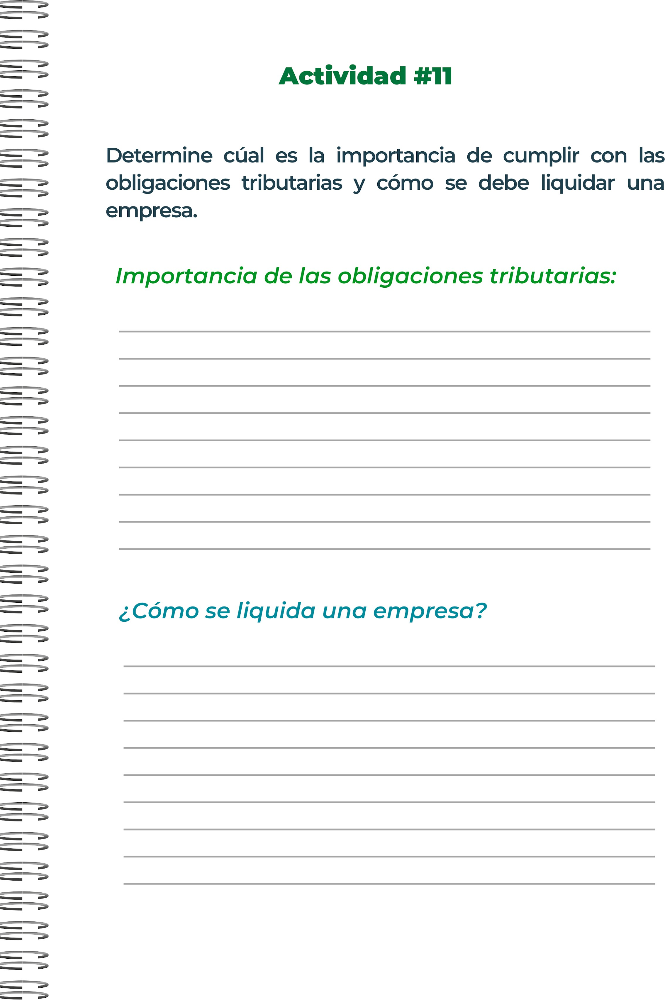 Actividad #11
Determine cúal es la importancia de cumplir con las
obligaciones tributarias y cómo se debe liquidar una
empresa.
Importancia de las obligaciones tributarias:
¿Cómo se liquida una empresa?